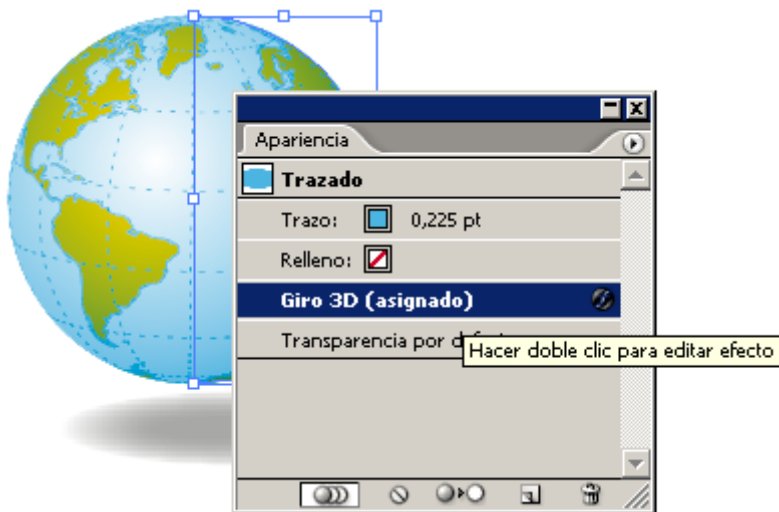 Apariencia
Trazado
Trazo: 0,225 pt
Relleno:
Giro 3D (asignado)
Transparencia por d
Hacer doble clic para editar efecto